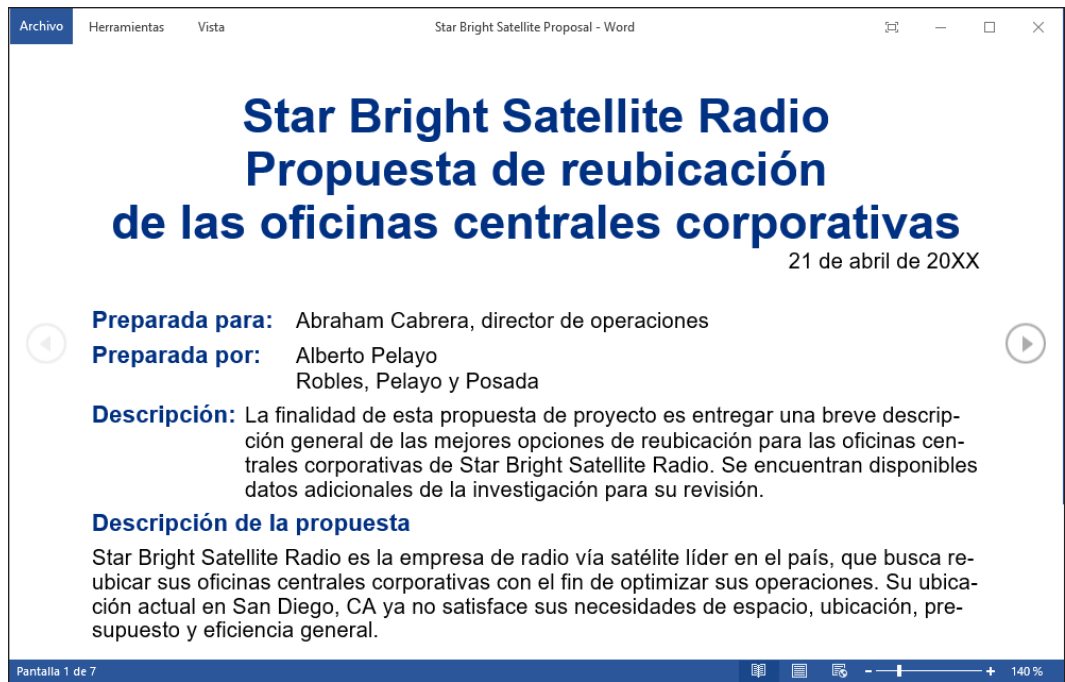 Archivo Herramientas Vista Star Bright Satellite Proposal - Word
Star Bright Satellite Radio
Propuesta de reubicación
de las oficinas centrales corporativas
21 de abril de 20XX
Preparada para: Abraham Cabrera, director de operaciones
Preparada por: Alberto Pelayo
Robles, Pelayo y Posada
Descripción: La finalidad de esta propuesta de proyecto es entregar una breve descrip-
ción general de las mejores opciones de reubicación para las oficinas cen-
trales corporativas de Star Bright Satellite Radio. Se encuentran disponibles
datos adicionales de la investigación para su revisión.
Descripción de la propuesta
Star Bright Satellite Radio es la empresa de radio vía satélite líder en el país, que busca re-
ubicar sus oficinas centrales corporativas con el fin de optimizar sus operaciones. Su ubica-
ción actual en San Diego, CA ya no satisface sus necesidades de espacio, ubicación, pre-
supuesto y eficiencia general.
Pantalla 1 de 7 140 %